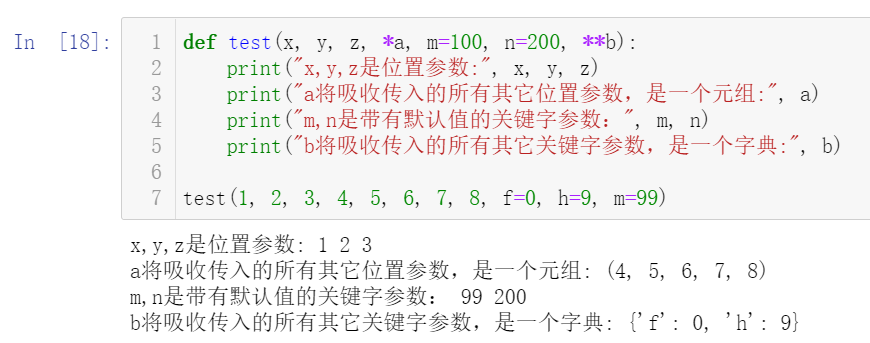 In [18]:
1 def test(x, y, z, *a, m=100, n=200, **b):
2     print("x,y,z是位置参数:", x, y, z)
3     print("a将吸收传入的所有其它位置参数，是一个元组:", a)
4     print("m,n是带有默认值的关键字参数：", m, n)
5     print("b将吸收传入的所有其它关键字参数，是一个字典:", b)
6
7 test(1, 2, 3, 4, 5, 6, 7, 8, f=0, h=9, m=99)
x,y,z是位置参数: 1 2 3
a将吸收传入的所有其它位置参数，是一个元组: (4, 5, 6, 7, 8)
m,n是带有默认值的关键字参数： 99 200
b将吸收传入的所有其它关键字参数，是一个字典: {'f': 0, 'h': 9}